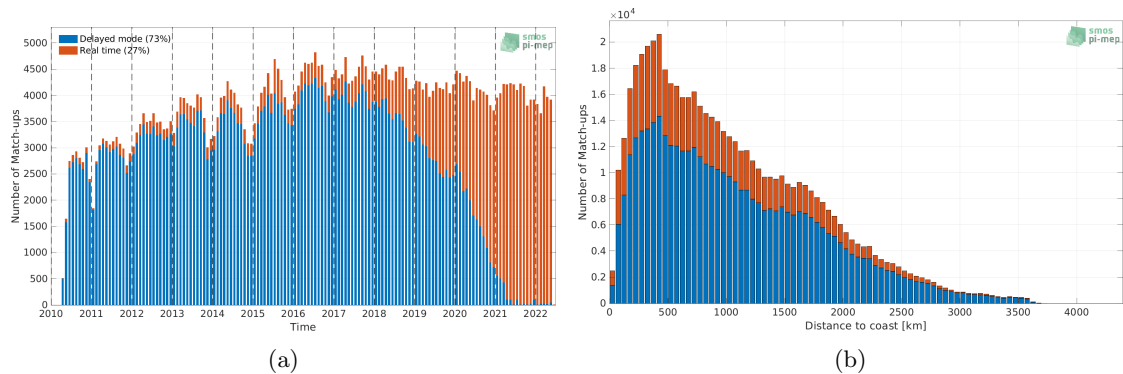 Delayed mode (73%)
Real time (27%)
smos
pi-mep
Number of Match-ups
5000
4500
4000
3500
3000
2500
2000
1500
1000
500
0
2010 2011 2012 2013 2014 2015 2016 2017 2018 2019 2020 2021 2022
Time
(a)
×10⁴
smos
pi-mep
Number of Match-ups
2
1.8
1.6
1.4
1.2
1
0.8
0.6
0.4
0.2
0
0 500 1000 1500 2000 2500 3000 3500 4000
Distance to coast [km]
(b)